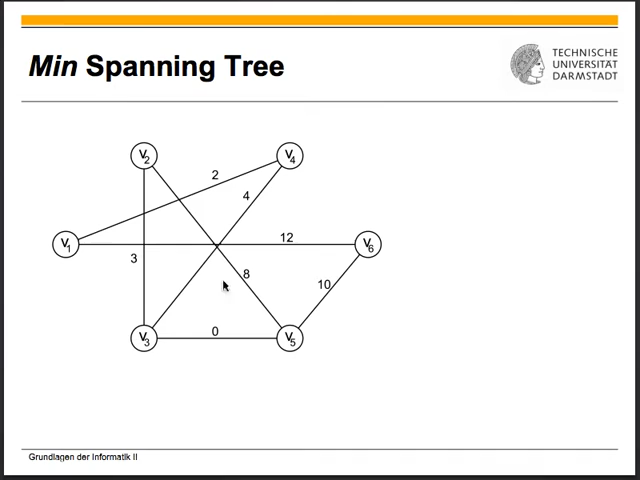 Min Spanning Tree
TECHNISCHE
UNIVERSITÄT
DARMSTADT
V2
V4
2
4
V1
12
V6
3
8
10
0
V3
V5
Grundlagen der Informatik II